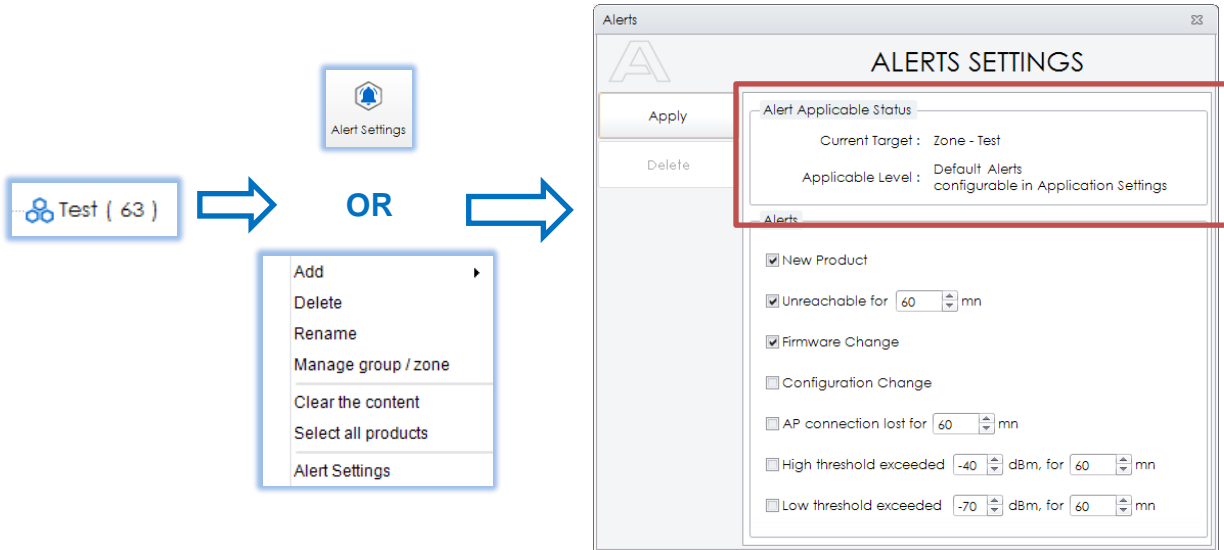 Test ( 63 )
Alert Settings
OR
Add
Delete
Rename
Manage group / zone
Clear the content
Select all products
Alert Settings
Alerts
A
ALERTS SETTINGS
Apply
Delete
Alert Applicable Status
Current Target : Zone - Test
Applicable Level : Default Alerts
configurable in Application Settings
Alerts
New Product
Unreachable for 60 mn
Firmware Change
Configuration Change
AP connection lost for 60 mn
High threshold exceeded -40 dBm, for 60 mn
Low threshold exceeded -70 dBm, for 60 mn